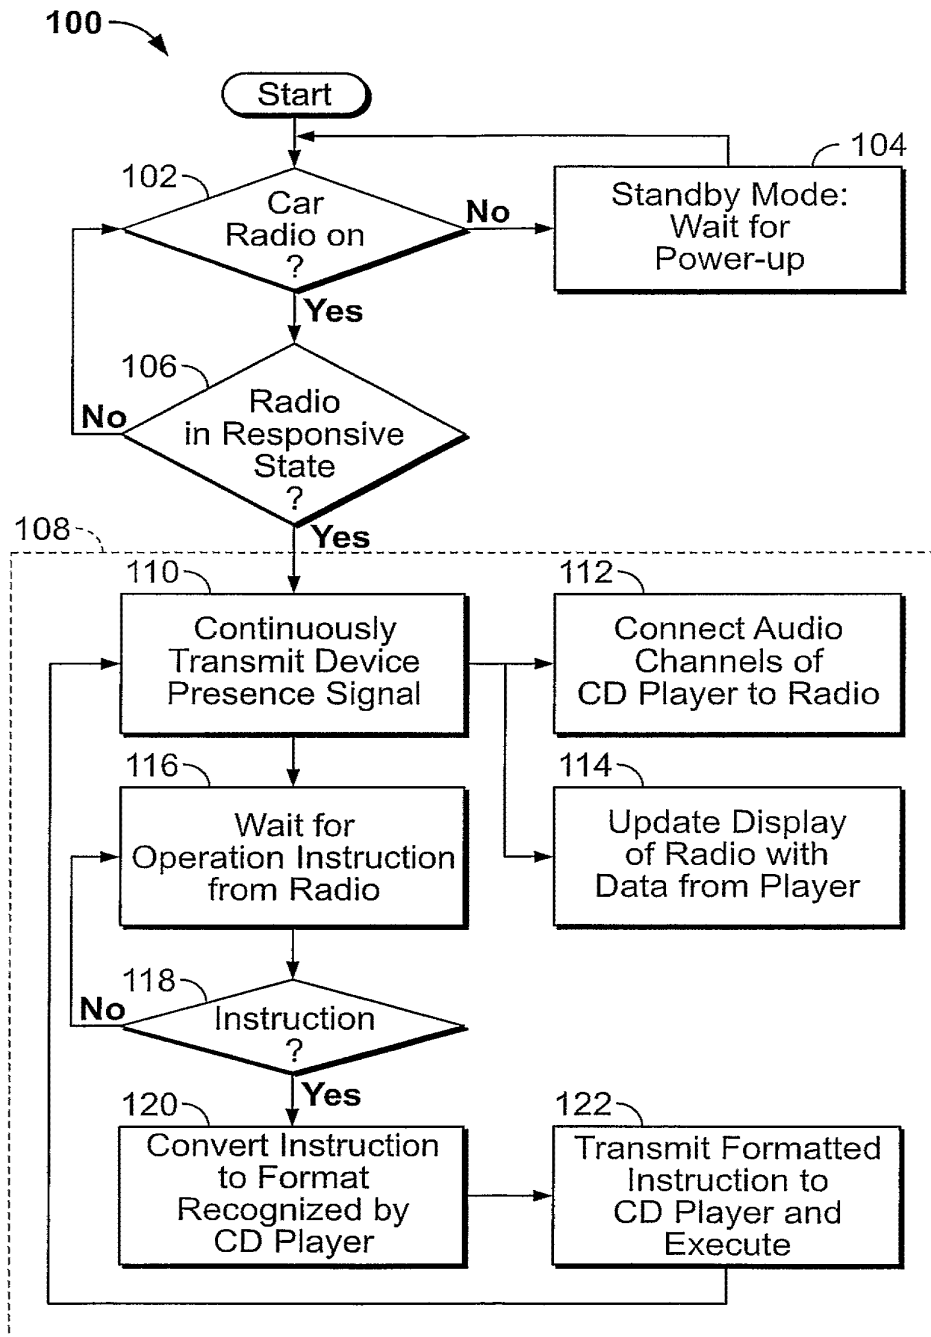 100
Start
102
Car
Radio on
?
No
104
Standby Mode:
Wait for
Power-up
Yes
106
Radio
in Responsive
State
?
No
Yes
108
110
Continuously
Transmit Device
Presence Signal
112
Connect Audio
Channels of
CD Player to Radio
116
Wait for
Operation Instruction
from Radio
114
Update Display
of Radio with
Data from Player
118
Instruction
?
No
Yes
120
Convert Instruction
to Format
Recognized by
CD Player
122
Transmit Formatted
Instruction to
CD Player and
Execute